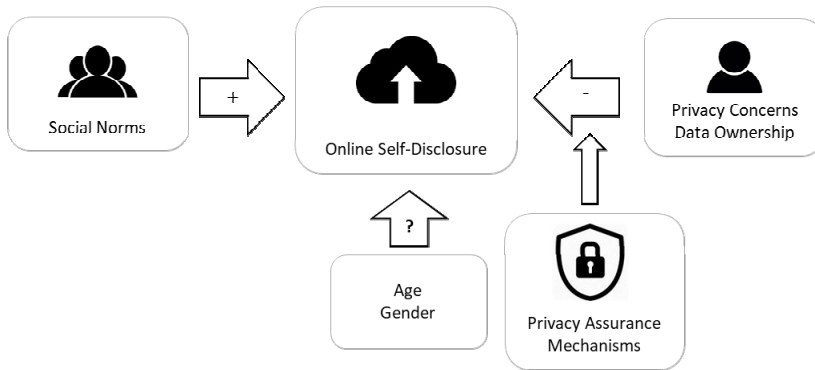 Social Norms
+
Online Self-Disclosure
-
Privacy Concerns
Data Ownership
?
Age
Gender
Privacy Assurance
Mechanisms